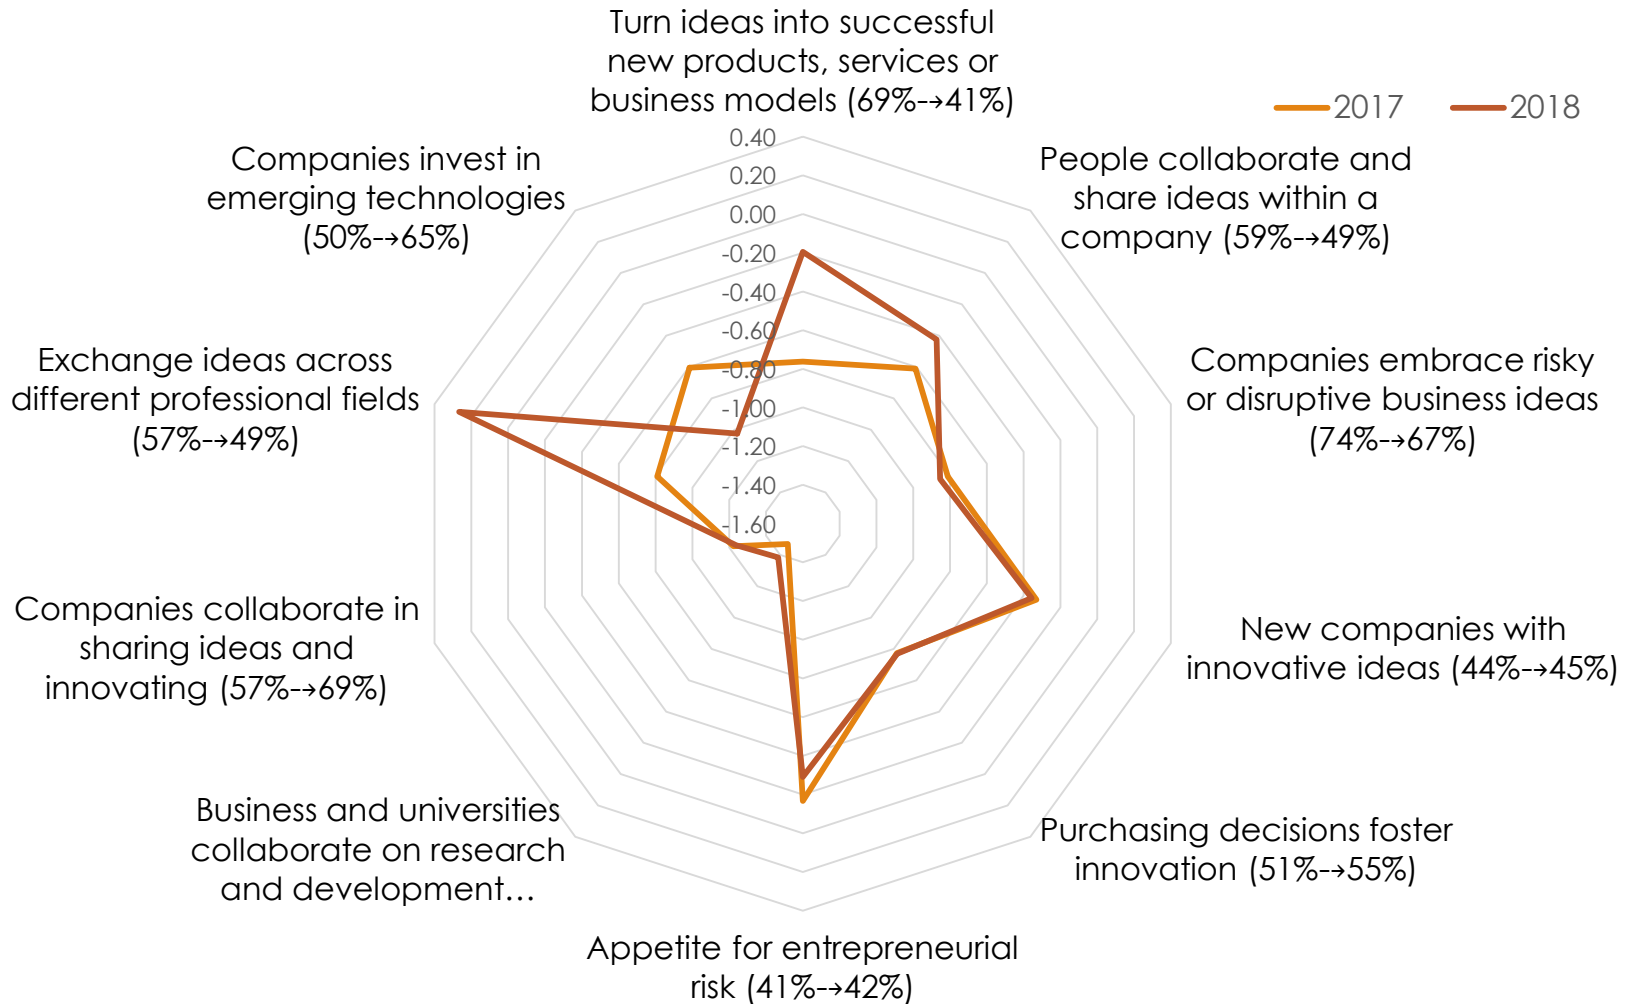 Turn ideas into successful
new products, services or
business models (69%-→41%)
2017
2018
People collaborate and
share ideas within a
company (59%-→49%)
Companies embrace risky
or disruptive business ideas
(74%-→67%)
New companies with
innovative ideas (44%-→45%)
Purchasing decisions foster
innovation (51%-→55%)
Appetite for entrepreneurial
risk (41%-→42%)
Business and universities
collaborate on research
and development…
Companies collaborate in
sharing ideas and
innovating (57%-→69%)
Exchange ideas across
different professional fields
(57%-→49%)
Companies invest in
emerging technologies
(50%-→65%)
0.40
0.20
0.00
-0.20
-0.40
-0.60
-0.80
-1.00
-1.20
-1.40
-1.60